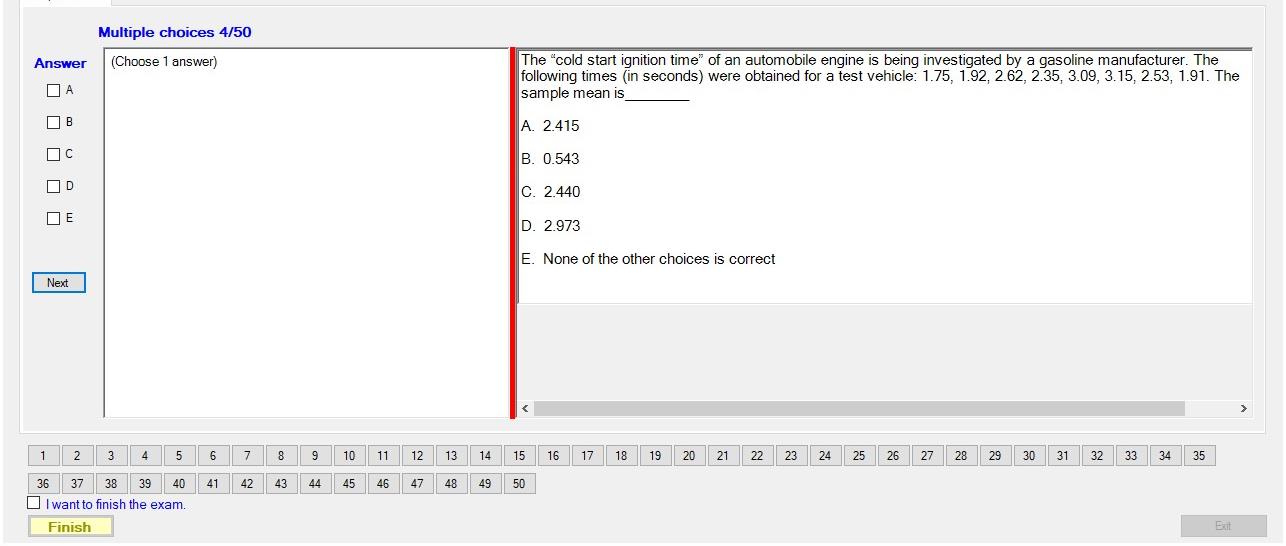 Multiple choices 4/50
Answer
A
B
C
D
E
Next
(Choose 1 answer)
The “cold start ignition time” of an automobile engine is being investigated by a gasoline manufacturer. The
following times (in seconds) were obtained for a test vehicle: 1.75, 1.92, 2.62, 2.35, 3.09, 3.15, 2.53, 1.91. The
sample mean is________
A. 2.415
B. 0.543
C. 2.440
D. 2.973
E. None of the other choices is correct
1 2 3 4 5 6 7 8 9 10 11 12 13 14 15 16 17 18 19 20 21 22 23 24 25 26 27 28 29 30 31 32 33 34 35
36 37 38 39 40 41 42 43 44 45 46 47 48 49 50
I want to finish the exam.
Finish
Exit